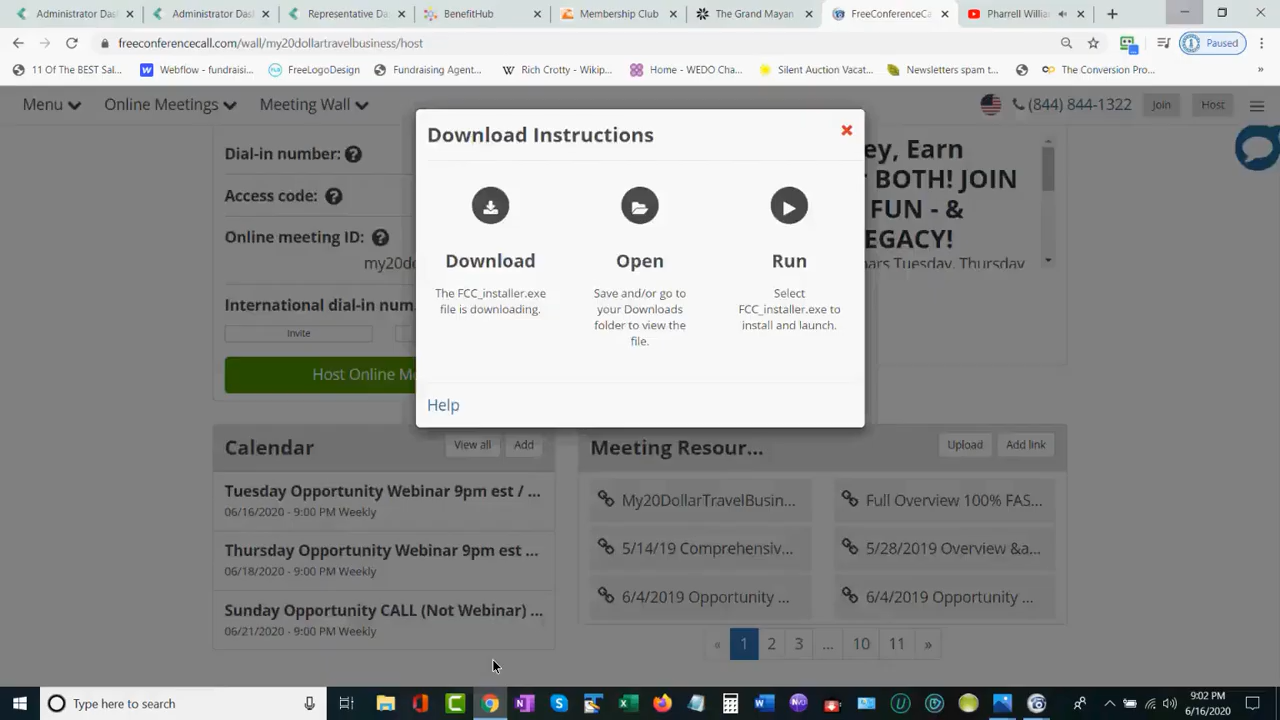 Administrator Das
Administrator Das
Representative Da
BenefitHub
Membership Club
The Grand Mayan
FreeConferenceCa
Pharrell Willia
freeconferencecall.com/wall/my20dollartravelbusiness/host
Paused
11 Of The BEST Sal...
Webflow - fundraisi...
FreeLogoDesign
Fundraising Agent...
Rich Crotty - Wikip...
Home - WEDO Cha...
Silent Auction Vacat...
Newsletters spam t...
The Conversion Pro...
Menu
Online Meetings
Meeting Wall
(844) 844-1322
Join
Host
Dial-in number:
Access code:
Online meeting ID:
my20do
International dial-in num
Invite
Host Online Me
Download Instructions
Download
The FCC_installer.exe
file is downloading.
Open
Save and/or go to
your Downloads
folder to view the
file.
Run
Select
FCC_installer.exe to
install and launch.
Help
ey, Earn
BOTH! JOIN
FUN - &
EGACY!
ars Tuesday, Thursday
Calendar
View all
Add
Tuesday Opportunity Webinar 9pm est / ...
06/16/2020 - 9:00 PM Weekly
Thursday Opportunity Webinar 9pm est ...
06/18/2020 - 9:00 PM Weekly
Sunday Opportunity CALL (Not Webinar) ...
06/21/2020 - 9:00 PM Weekly
Meeting Resour...
Upload
Add link
My20DollarTravelBusin...
Full Overview 100% FAS...
5/14/19 Comprehensiv...
5/28/2019 Overview &a...
6/4/2019 Opportunity ...
6/4/2019 Opportunity ...
« 1 2 3 ... 10 11 »
Type here to search
9:02 PM
6/16/2020